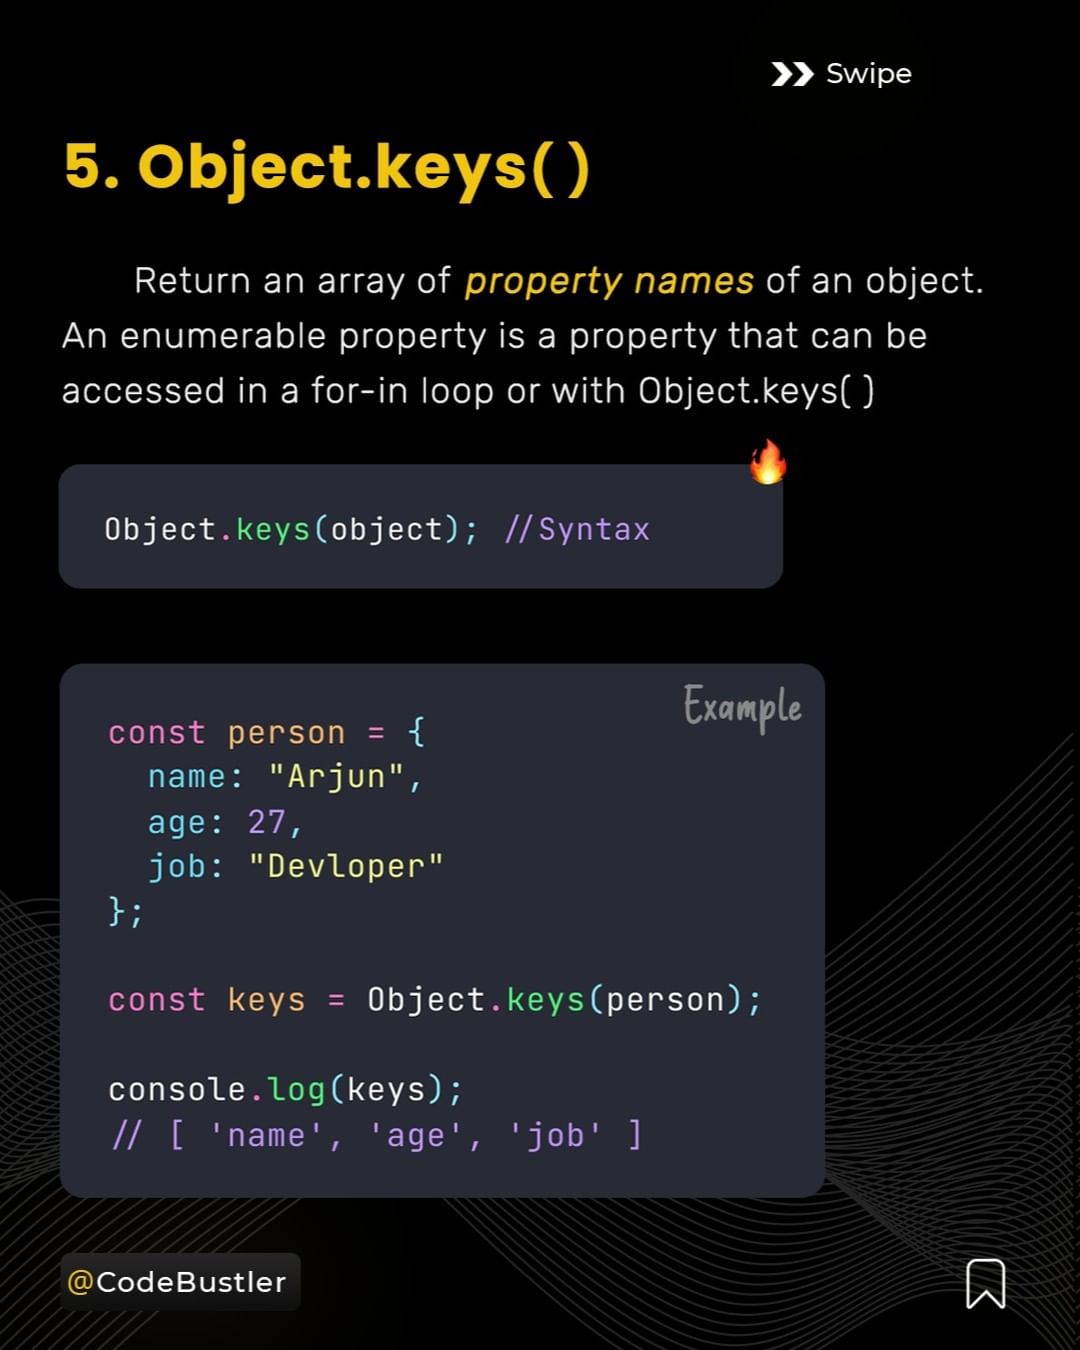 Swipe
5. Object.keys( )
Return an array of property names of an object.
An enumerable property is a property that can be
accessed in a for-in loop or with Object.keys( )
Object.keys(object); //Syntax
Example
const person = {
  name: "Arjun",
  age: 27,
  job: "Devloper"
};
const keys = Object.keys(person);
console.log(keys);
// [ 'name', 'age', 'job' ]
@CodeBustler